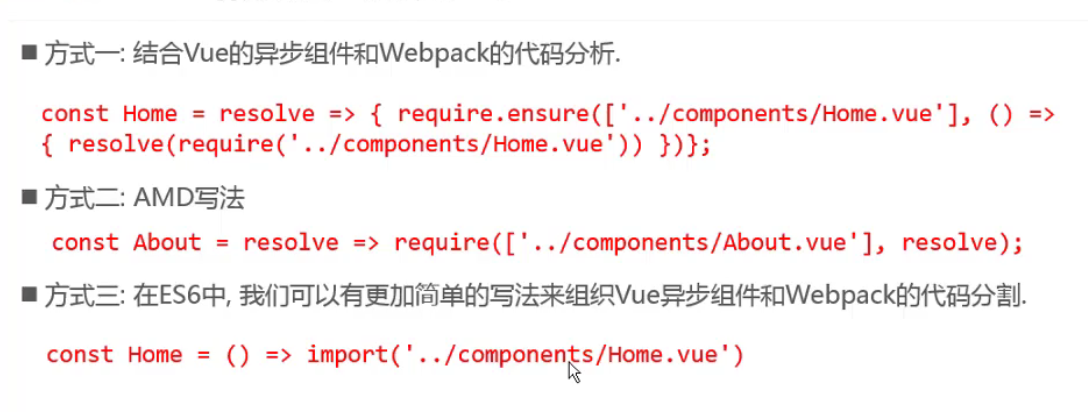 ■ 方式一: 结合Vue的异步组件和Webpack的代码分析.
const Home = resolve => { require.ensure(['../components/Home.vue'], () =>
{ resolve(require('../components/Home.vue')) })};
■ 方式二: AMD写法
const About = resolve => require(['../components/About.vue'], resolve);
■ 方式三: 在ES6中, 我们可以有更加简单的写法来组织Vue异步组件和Webpack的代码分割.
const Home = () => import('../components/Home.vue')